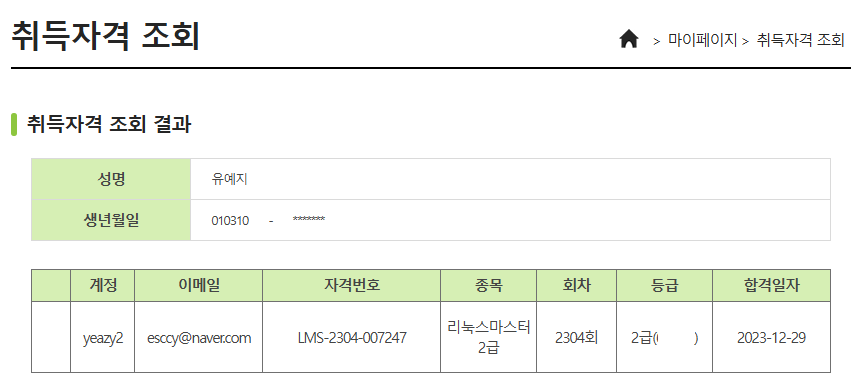 취득자격 조회
> 마이페이지 > 취득자격 조회
취득자격 조회 결과
성명 유예지
생년월일 010310 - *******
계정 이메일 자격번호 종목 회차 등급 합격일자
yeazy2 esccy@naver.com LMS-2304-007247 리눅스마스터 2304회 2급( ) 2023-12-29
2급